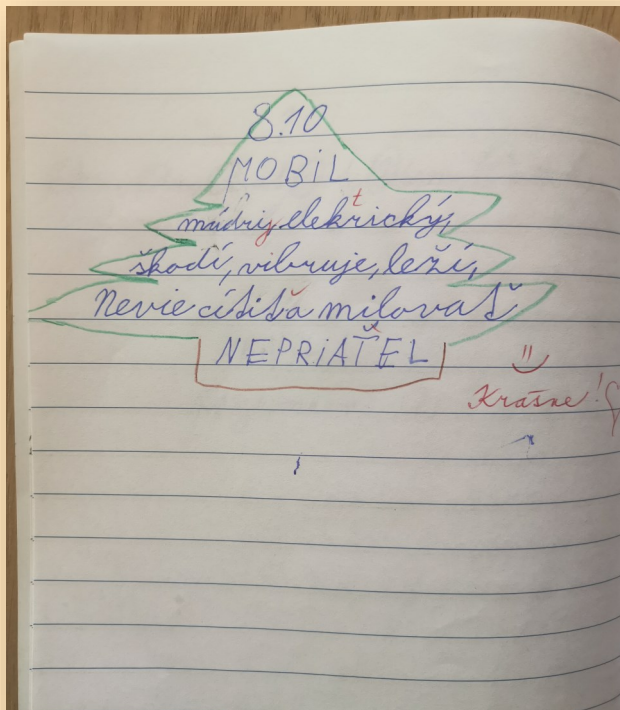 8.10
MOBiL
múdry, elektrický,
škodí, vibruje, leží,
Nevie cítiť a milovať
NEPRIATEĽ
Krásne!